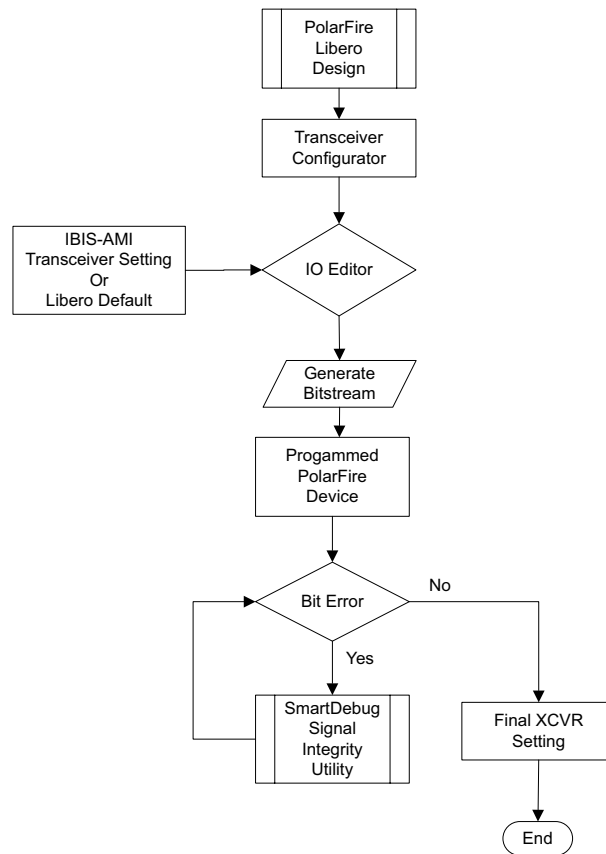 PolarFire
Libero
Design
Transceiver
Configurator
IBIS-AMI
Transceiver Setting
Or
Libero Default
IO Editor
Generate
Bitstream
Progammed
PolarFire
Device
Bit Error
No
Yes
SmartDebug
Signal
Integrity
Utility
Final XCVR
Setting
End